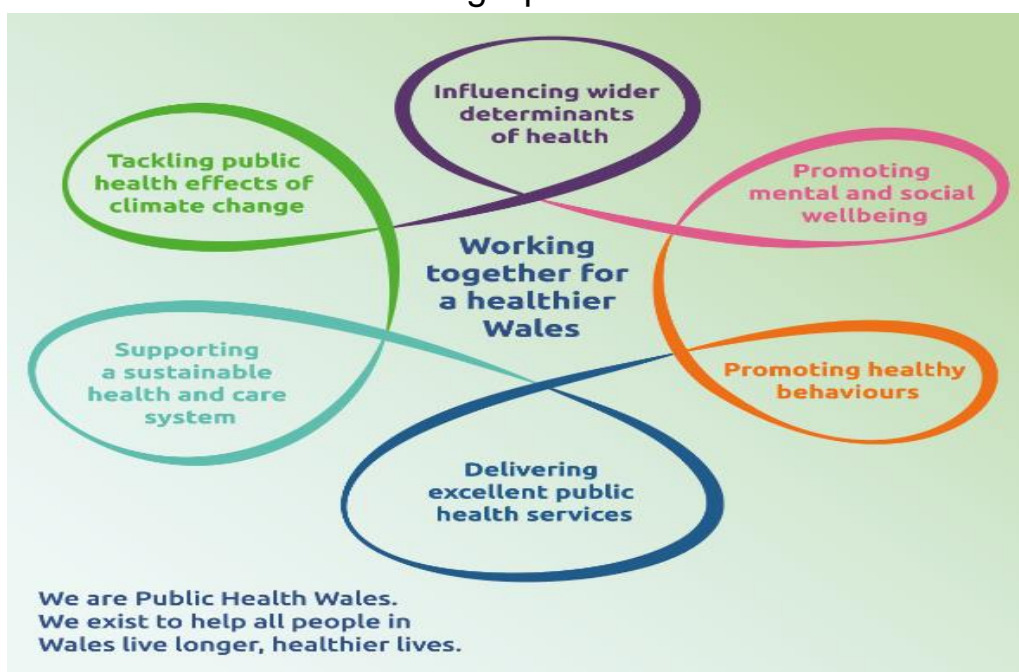 Influencing wider
determinants
of health
Promoting
mental and social
wellbeing
Promoting healthy
behaviours
Delivering
excellent public
health services
Supporting
a sustainable
health and care
system
Tackling public
health effects of
climate change
Working
together for
a healthier
Wales
We are Public Health Wales.
We exist to help all people in
Wales live longer, healthier lives.